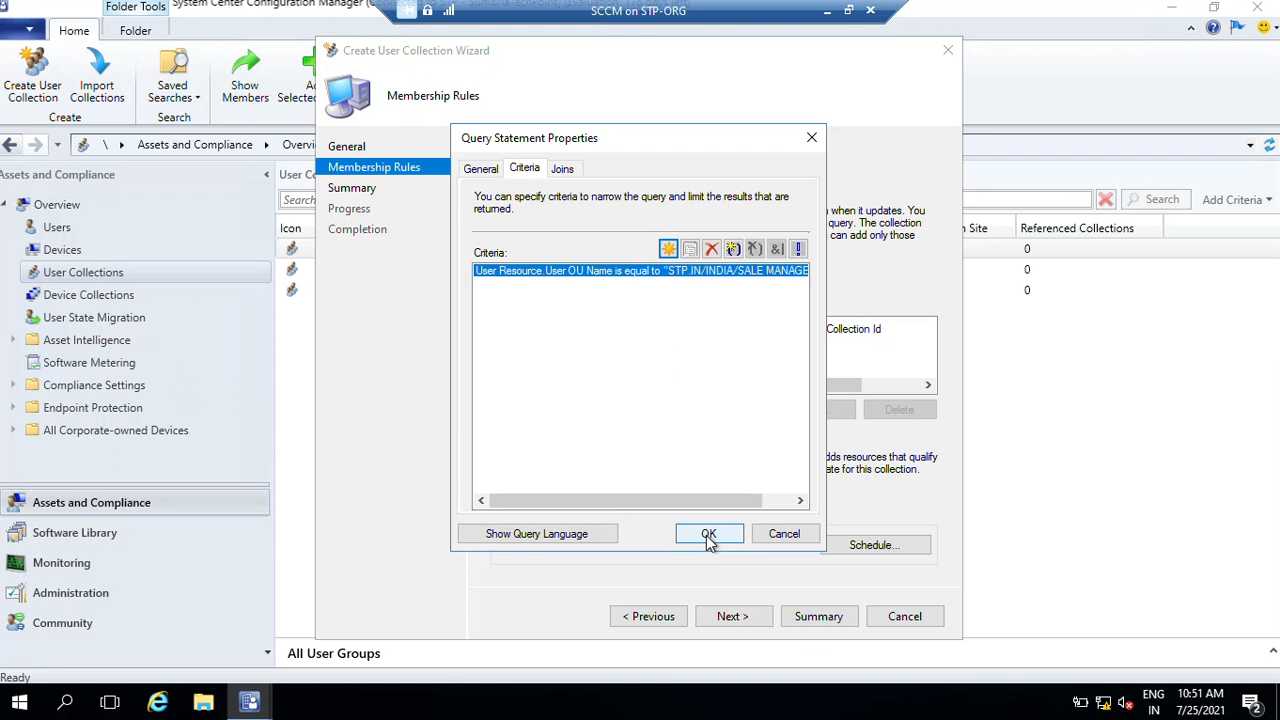 Folder Tools
System Center Configuration Manager
SCCM on STP-ORG
Home
Folder
Create User
Collection
Import
Collections
Saved
Searches
Show
Members
Selected
Create
Search
\ Assets and Compliance
Assets and Compliance
Overview
Users
Devices
User Collections
Device Collections
User State Migration
Asset Intelligence
Software Metering
Compliance Settings
Endpoint Protection
All Corporate-owned Devices
Assets and Compliance
Software Library
Monitoring
Administration
Community
Ready
Icon
Search
Add Criteria
Referenced Collections
0
0
0
All User Groups
Create User Collection Wizard
Membership Rules
General
Membership Rules
Summary
Progress
Completion
when it updates. You
query. The collection
can add only those
Collection Id
Delete
adds resources that qualify
ate for this collection.
Schedule...
< Previous
Next >
Summary
Cancel
Query Statement Properties
General
Criteria
Joins
You can specify criteria to narrow the query and limit the results that are
returned.
Criteria:
User Resource.User OU Name is equal to "STP.IN/INDIA/SALE MANAGE
Show Query Language
OK
Cancel
ENG
IN
10:51 AM
7/25/2021
2